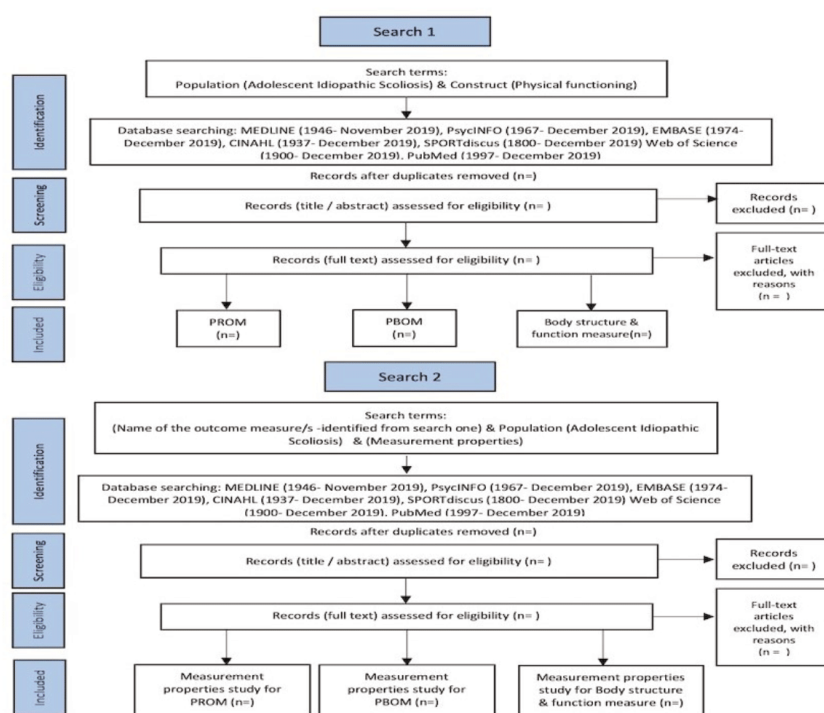 Search 1
Identification
Search terms:
Population (Adolescent Idiopathic Scoliosis) & Construct (Physical functioning)
Database searching: MEDLINE (1946- November 2019), PsycINFO (1967- December 2019), EMBASE (1974-
December 2019), CINAHL (1937- December 2019), SPORTdiscus (1800- December 2019) Web of Science
(1900- December 2019), PubMed (1997- December 2019)
Records after duplicates removed (n=)
Screening
Records (title / abstract) assessed for eligibility (n= )
Records
excluded (n= )
Eligibility
Records (full text) assessed for eligibility (n= )
Full-text
articles
excluded, with
reasons
(n = )
Included
PROM
(n=)
PBOM
(n=)
Body structure &
function measure(n=)
Search 2
Identification
Search terms:
(Name of the outcome measure/s -identified from search one) & Population (Adolescent Idiopathic
Scoliosis) & (Measurement properties)
Database searching: MEDLINE (1946- November 2019), PsycINFO (1967- December 2019), EMBASE (1974-
December 2019), CINAHL (1937- December 2019), SPORTdiscus (1800- December 2019) Web of Science
(1900- December 2019), PubMed (1997- December 2019)
Records after duplicates removed (n=)
Screening
Records (title / abstract) assessed for eligibility (n= )
Records
excluded (n= )
Eligibility
Records (full text) assessed for eligibility (n= )
Full-text
articles
excluded, with
reasons
(n = )
Included
Measurement
properties study for
PROM (n=)
Measurement
properties study for
PBOM (n=)
Measurement properties
study for Body structure
& function measure (n=)